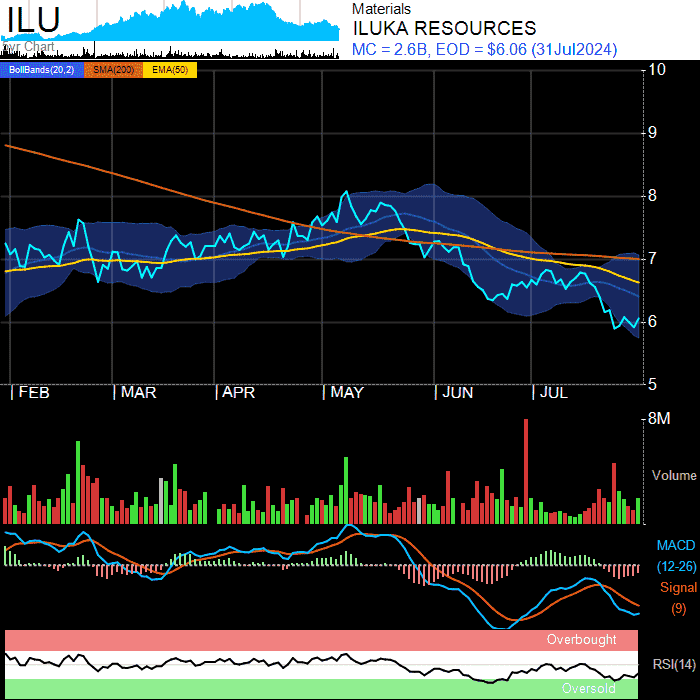 ILU
Materials
ILUKA RESOURCES
MC = 2.6B, EOD = $6.06 (31Jul2024)
Chart
BollBands(20,2) SMA(200) EMA(50)
10
9
8
7
6
5
FEB MAR APR MAY JUN JUL
8M
Volume
MACD
(12-26)
Signal
(9)
Overbought
RSI(14)
Oversold